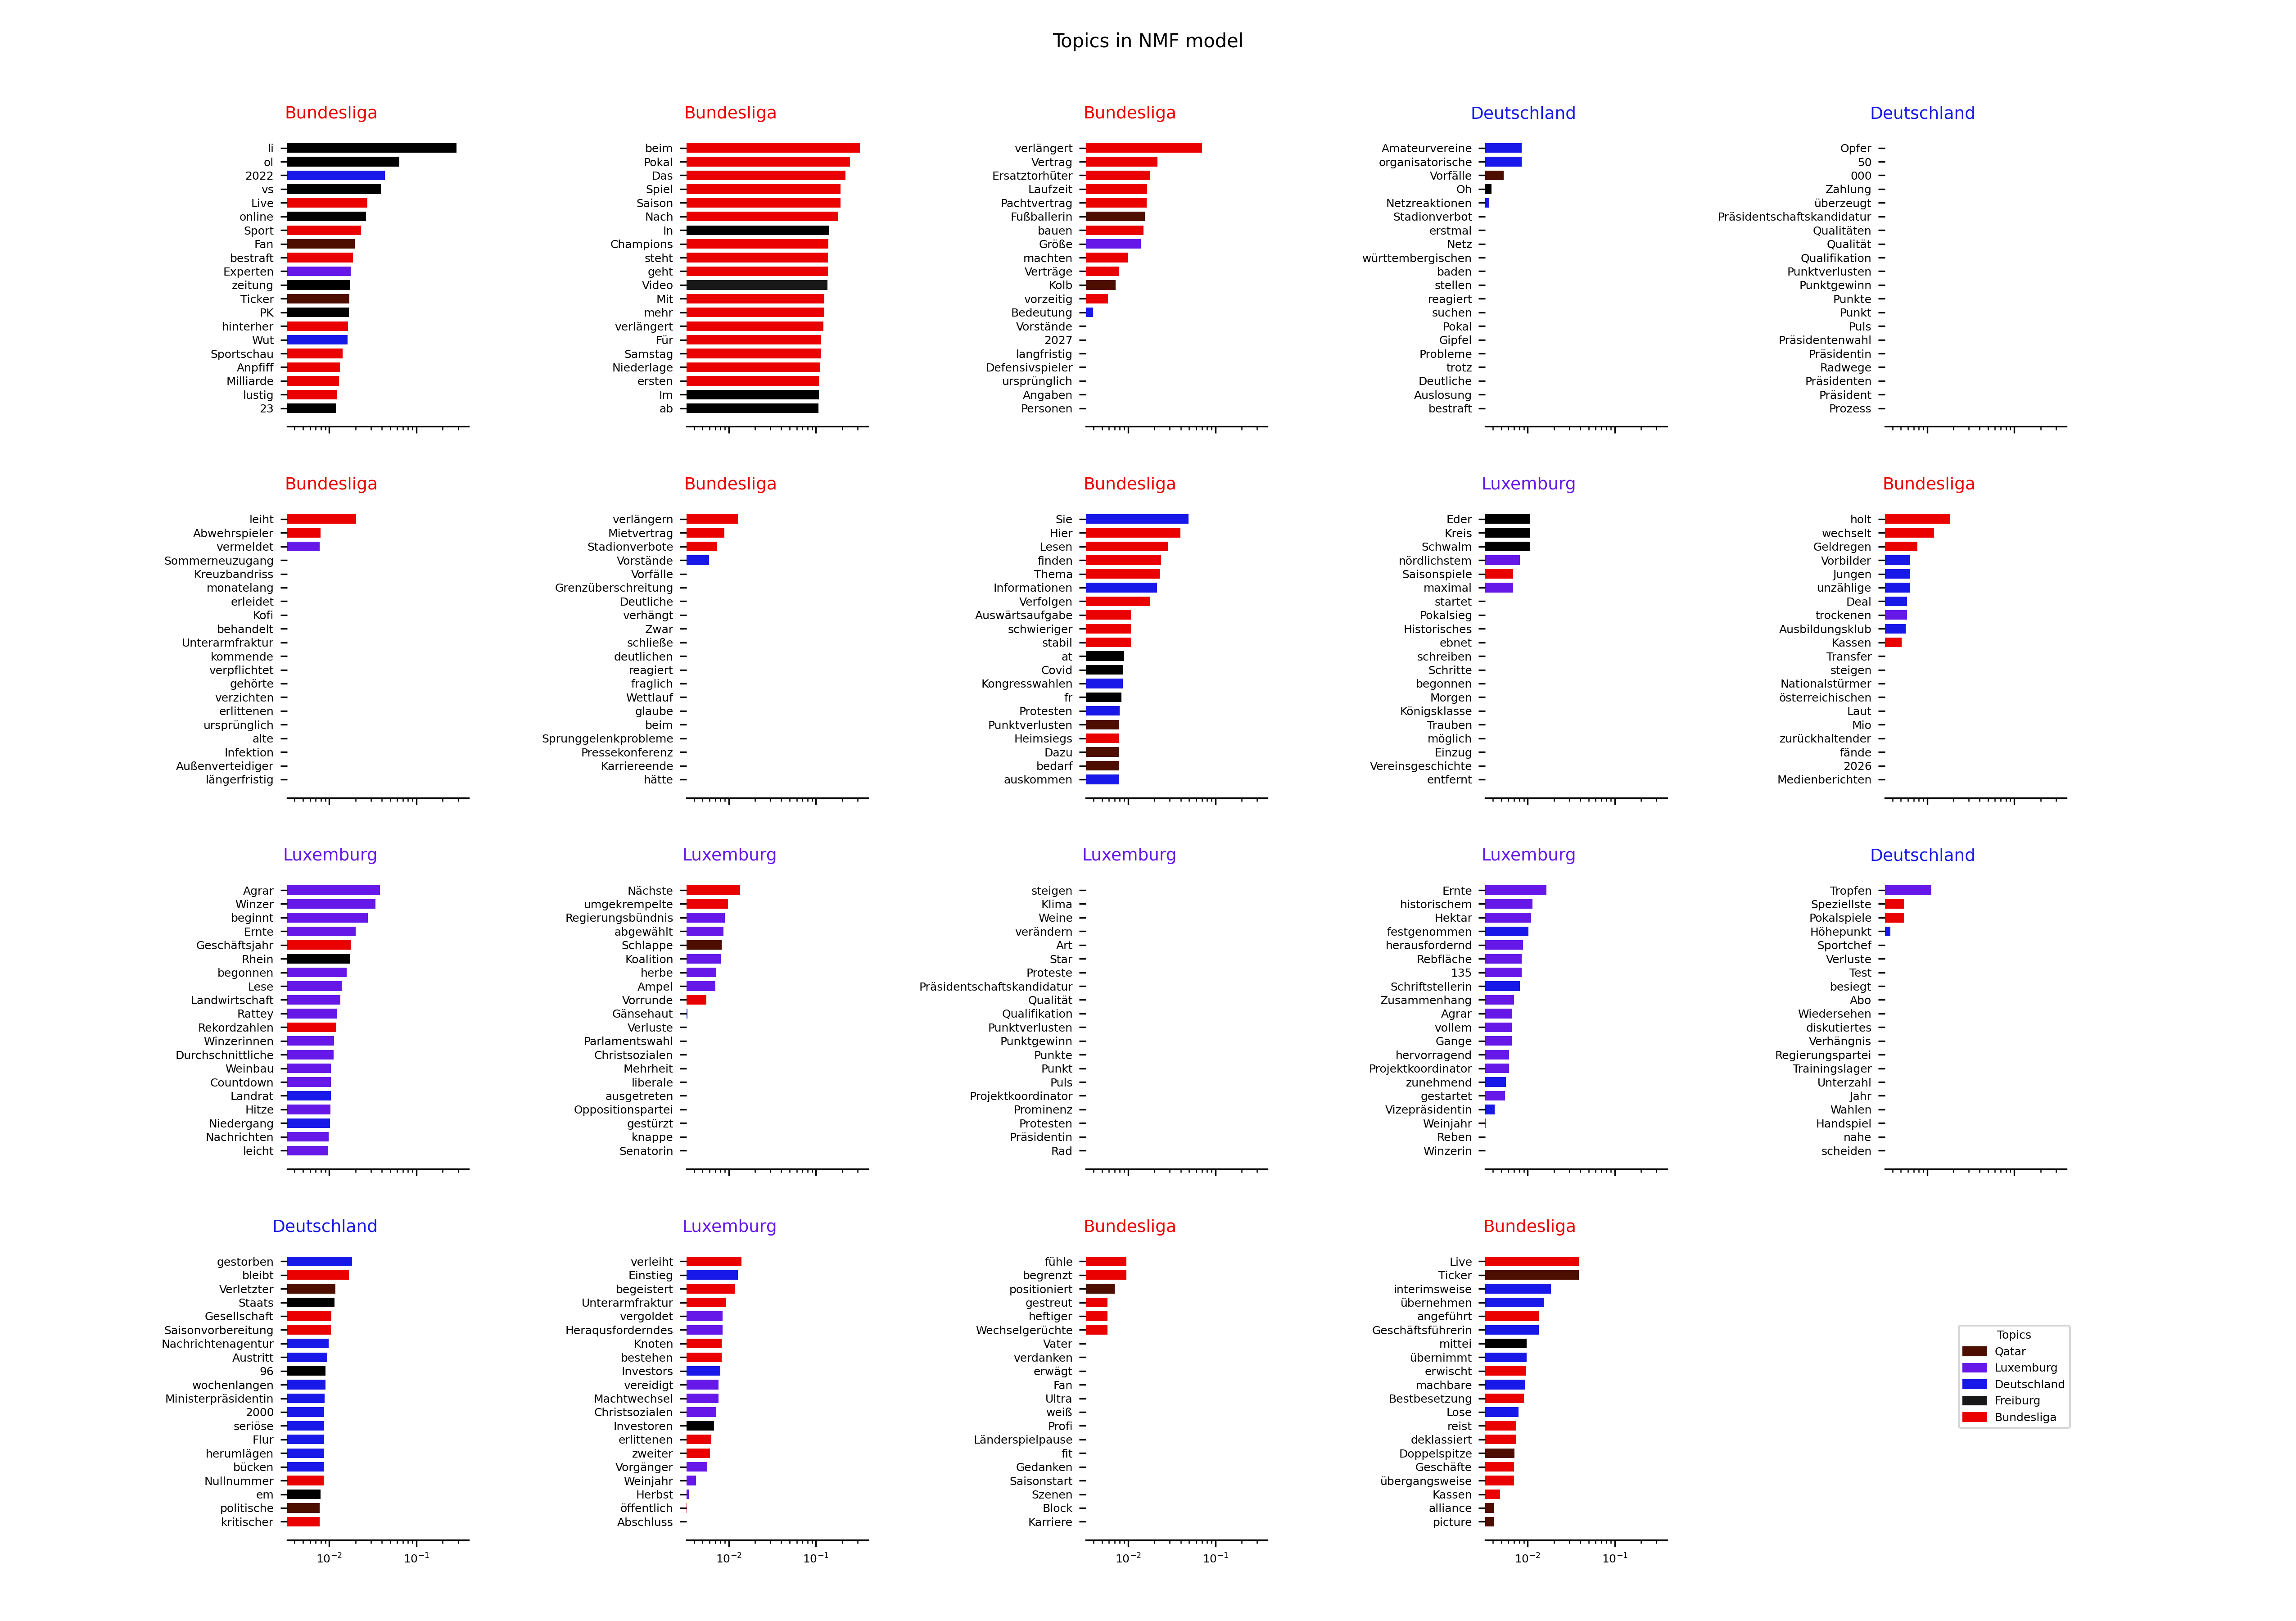 Topics in NMF model
Bundesliga
li
ol
2022
vs
Live
online
Sport
Fan
bestraft
Experten
zeitung
Ticker
PK
hinterher
Wut
Sportschau
Anpfiff
Milliarde
lustig
23
Bundesliga
beim
Pokal
Das
Spiel
Saison
Nach
In
Champions
steht
geht
Video
Mit
mehr
verlängert
Für
Samstag
Niederlage
ersten
Im
ab
Bundesliga
verlängert
Vertrag
Ersatztorhüter
Laufzeit
Pachtvertrag
Fußballerin
bauen
Größe
machten
Verträge
Kolb
vorzeitig
Bedeutung
Vorstände
2027
langfristig
Defensivspieler
ursprünglich
Angaben
Personen
Deutschland
Amateurvereine
organisatorische
Vorfälle
Oh
Netzreaktionen
Stadionverbot
erstmal
Netz
württembergischen
baden
stellen
reagiert
suchen
Pokal
Gipfel
Probleme
trotz
Deutliche
Auslosung
bestraft
Deutschland
Opfer
50
000
Zahlung
überzeugt
Präsidentschaftskandidatur
Qualitäten
Qualität
Qualifikation
Punktverlusten
Punktgewinn
Punkte
Punkt
Puls
Präsidentenwahl
Präsidentin
Radwege
Präsidenten
Präsident
Prozess
Bundesliga
leiht
Abwehrspieler
vermeldet
Sommerneuzugang
Kreuzbandriss
monatelang
erleidet
Kofi
behandelt
Unterarmfraktur
kommende
verpflichtet
gehörte
verzichten
erlittenen
ursprünglich
alte
Infektion
Außenverteidiger
längerfristig
Bundesliga
verlängern
Mietvertrag
Stadionverbote
Vorstände
Vorfälle
Grenzüberschreitung
Deutliche
verhängt
Zwar
schließe
deutlichen
reagiert
fraglich
Wettlauf
glaube
beim
Sprunggelenkprobleme
Pressekonferenz
Karriereende
hätte
Bundesliga
Sie
Hier
Lesen
finden
Thema
Informationen
Verfolgen
Auswärtsaufgabe
schwieriger
stabil
at
Covid
Kongresswahlen
fr
Protesten
Punktverlusten
Heimsiegs
Dazu
bedarf
auskommen
Luxemburg
Eder
Kreis
Schwalm
nördlichstem
Saisonspiele
maximal
startet
Pokalsieg
Historisches
ebnet
schreiben
Schritte
begonnen
Morgen
Königsklasse
Trauben
möglich
Einzug
Vereinsgeschichte
entfernt
Bundesliga
holt
wechselt
Geldregen
Vorbilder
Jungen
unzählige
Deal
trockenen
Ausbildungsklub
Kassen
Transfer
steigen
Nationalstürmer
österreichischen
Laut
Mio
zurückhaltender
fände
2026
Medienberichten
Luxemburg
Agrar
Winzer
beginnt
Ernte
Geschäftsjahr
Rhein
begonnen
Lese
Landwirtschaft
Rattey
Rekordzahlen
Winzerinnen
Durchschnittliche
Weinbau
Countdown
Landrat
Hitze
Niedergang
Nachrichten
leicht
Luxemburg
Nächste
umgekrempelte
Regierungsbündnis
abgewählt
Schlappe
Koalition
herbe
Ampel
Vorrunde
Gänsehaut
Verluste
Parlamentswahl
Christsozialen
Mehrheit
liberale
ausgetreten
Oppositionspartei
gestürzt
knappe
Senatorin
Luxemburg
steigen
Klima
Weine
verändern
Art
Star
Proteste
Präsidentschaftskandidatur
Qualität
Qualifikation
Punktverlusten
Punktgewinn
Punkte
Punkt
Puls
Projektkoordinator
Prominenz
Protesten
Präsidentin
Rad
Luxemburg
Ernte
historischem
Hektar
festgenommen
herausfordernd
Rebfläche
135
Schriftstellerin
Zusammenhang
Agrar
vollem
Gange
hervorragend
Projektkoordinator
zunehmend
gestartet
Vizepräsidentin
Weinjahr
Reben
Winzerin
Deutschland
Tropfen
Speziellste
Pokalspiele
Höhepunkt
Sportchef
Verluste
Test
besiegt
Abo
Wiedersehen
diskutiertes
Verhängnis
Regierungspartei
Trainingslager
Unterzahl
Jahr
Wahlen
Handspiel
nahe
scheiden
Deutschland
gestorben
bleibt
Verletzter
Staats
Gesellschaft
Saisonvorbereitung
Nachrichtenagentur
Austritt
96
wochenlangen
Ministerpräsidentin
2000
seriöse
Flur
herumlägen
bücken
Nullnummer
em
politische
kritischer
10⁻² 10⁻¹
Luxemburg
verleiht
Einstieg
begeistert
Unterarmfraktur
vergoldet
Heraqusforderndes
Knoten
bestehen
Investors
vereidigt
Machtwechsel
Christsozialen
Investoren
erlittenen
zweiter
Vorgänger
Weinjahr
Herbst
öffentlich
Abschluss
10⁻² 10⁻¹
Bundesliga
fühle
begrenzt
positioniert
gestreut
heftiger
Wechselgerüchte
Vater
verdanken
erwägt
Fan
Ultra
weiß
Profi
Länderspielpause
fit
Gedanken
Saisonstart
Szenen
Block
Karriere
10⁻² 10⁻¹
Bundesliga
Live
Ticker
interimsweise
übernehmen
angeführt
Geschäftsführerin
mittei
übernimmt
erwischt
machbare
Bestbesetzung
Lose
reist
deklassiert
Doppelspitze
Geschäfte
übergangsweise
Kassen
alliance
picture
10⁻² 10⁻¹
Topics
Qatar
Luxemburg
Deutschland
Freiburg
Bundesliga